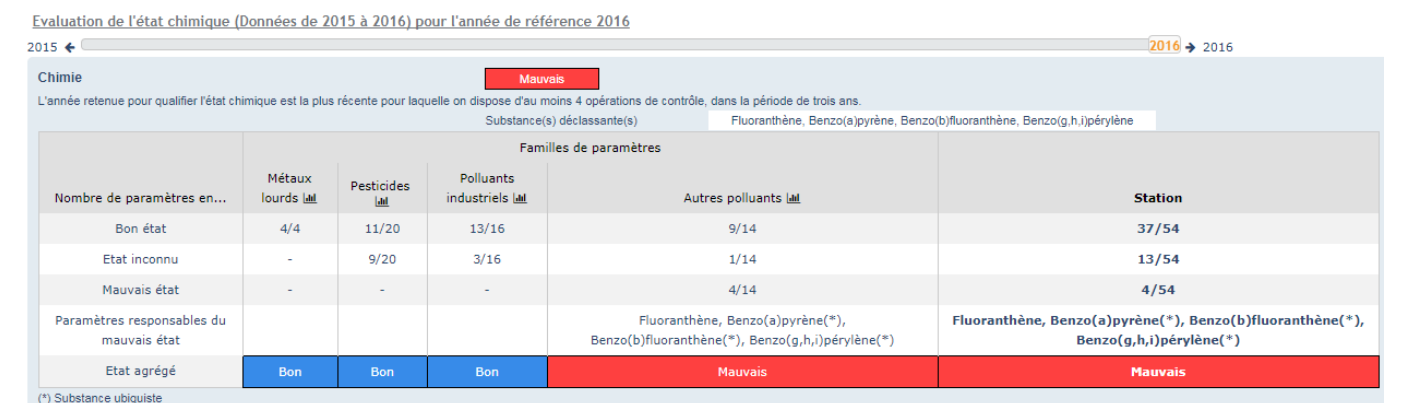 Evaluation de l'état chimique (Données de 2015 à 2016) pour l'année de référence 2016
2015 2016 2016
Chimie Mauvais
L'année retenue pour qualifier l'état chimique est la plus récente pour laquelle on dispose d'au moins 4 opérations de contrôle, dans la période de trois ans.
Substance(s) déclassante(s) Fluoranthène, Benzo(a)pyrène, Benzo(b)fluoranthène, Benzo(g,h,i)pérylène
Familles de paramètres
Nombre de paramètres en... Métaux lourds Pesticides Polluants industriels Autres polluants Station
Bon état 4/4 11/20 13/16 9/14 37/54
Etat inconnu - 9/20 3/16 1/14 13/54
Mauvais état - - - 4/14 4/54
Paramètres responsables du mauvais état Fluoranthène, Benzo(a)pyrène(*), Benzo(b)fluoranthène(*), Benzo(g,h,i)pérylène(*) Fluoranthène, Benzo(a)pyrène(*), Benzo(b)fluoranthène(*), Benzo(g,h,i)pérylène(*)
Etat agrégé Bon Bon Bon Mauvais Mauvais
(*) Substance ubiquiste